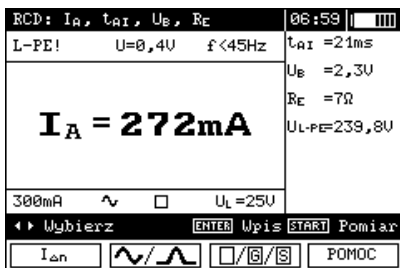 RCD: IA, tAI, UB, RE 06:59
L-PE! U=0,4V f<45Hz
tAI =21ms
UB =2,3V
RE =7Ω
UL-PE=239,8V
IA = 272mA
300mA UL=25V
Wybierz ENTER Wpis START Pomiar
IΔn
/G/S
POMOC